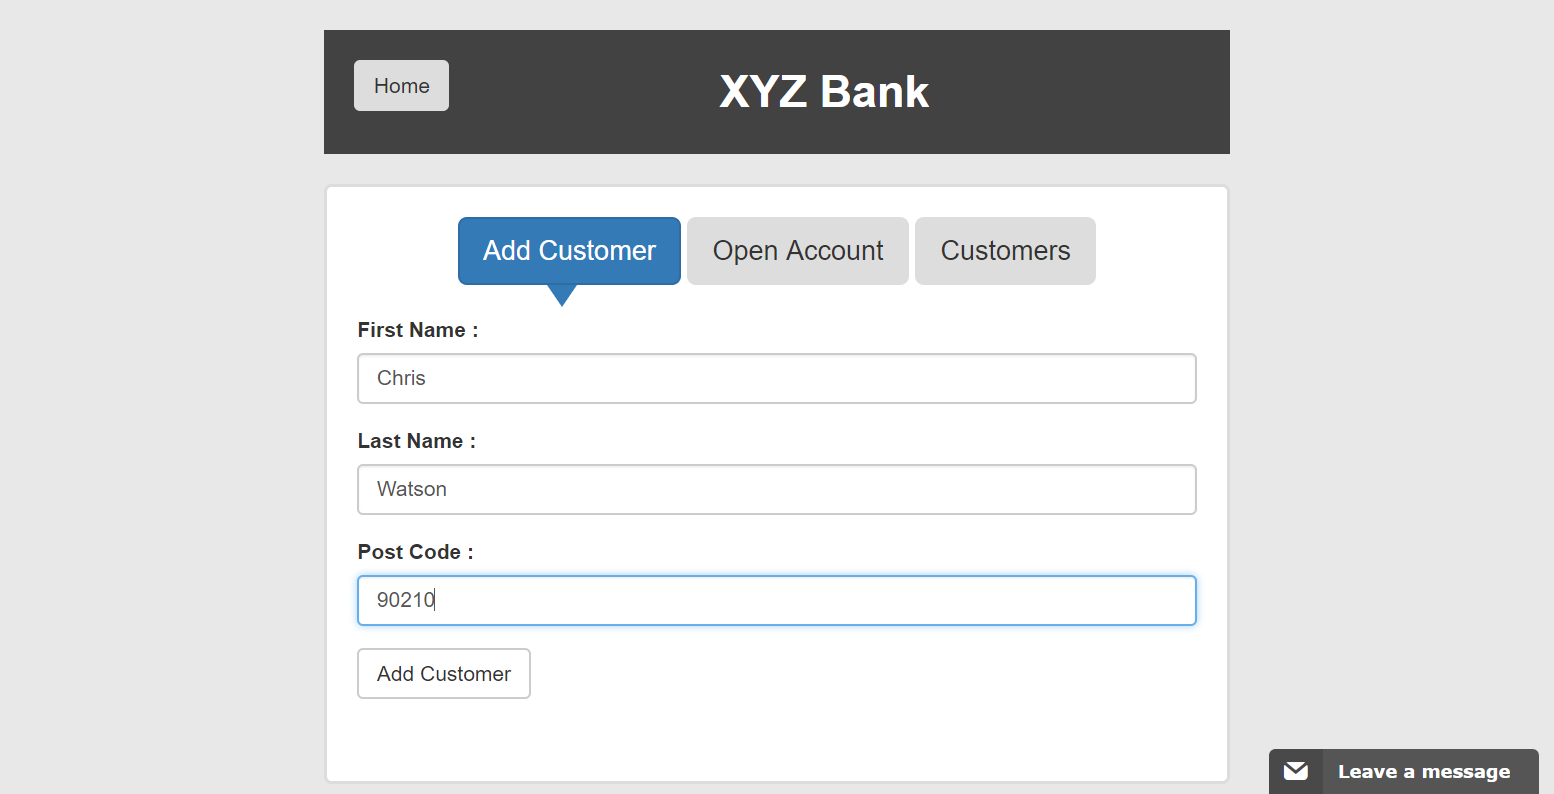 Home
XYZ Bank
Add Customer Open Account Customers
First Name :
Chris
Last Name :
Watson
Post Code :
90210
Add Customer
Leave a message